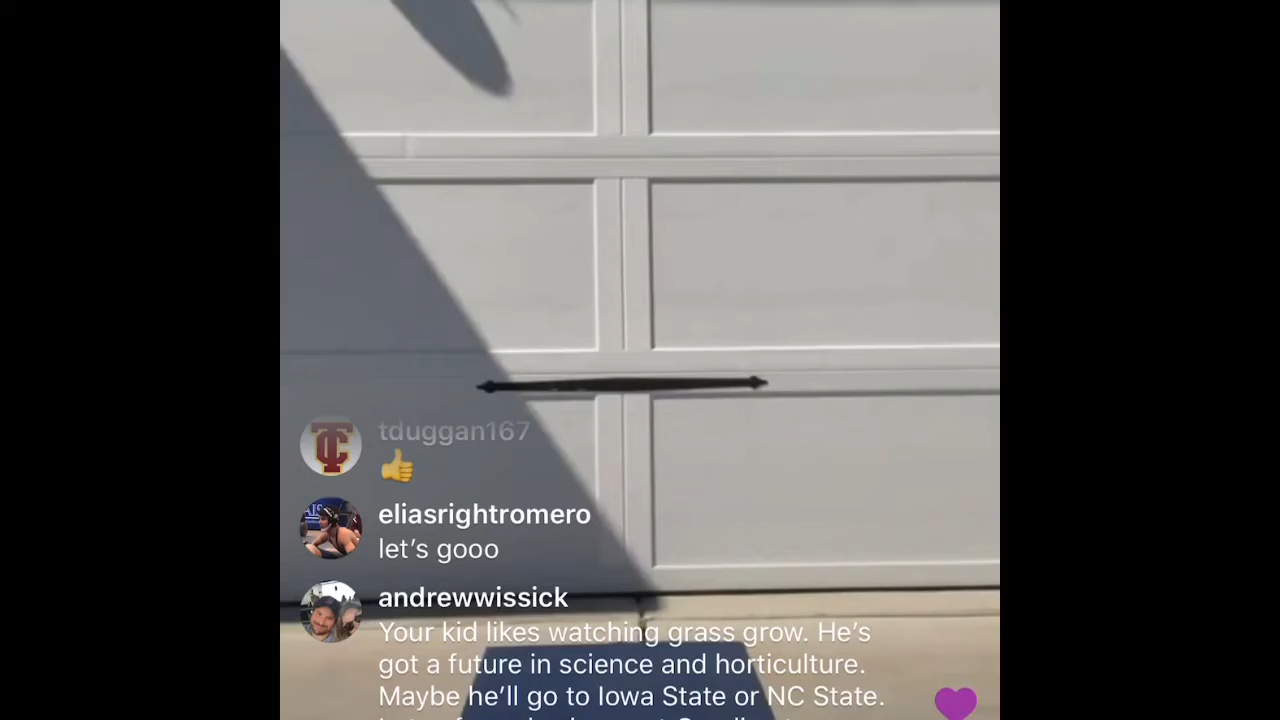 tduggan167
👍
eliasrightromero
let's gooo
andrewwissick
Your kid likes watching grass grow. He's
got a future in science and horticulture.
Maybe he'll go to Iowa State or NC State.